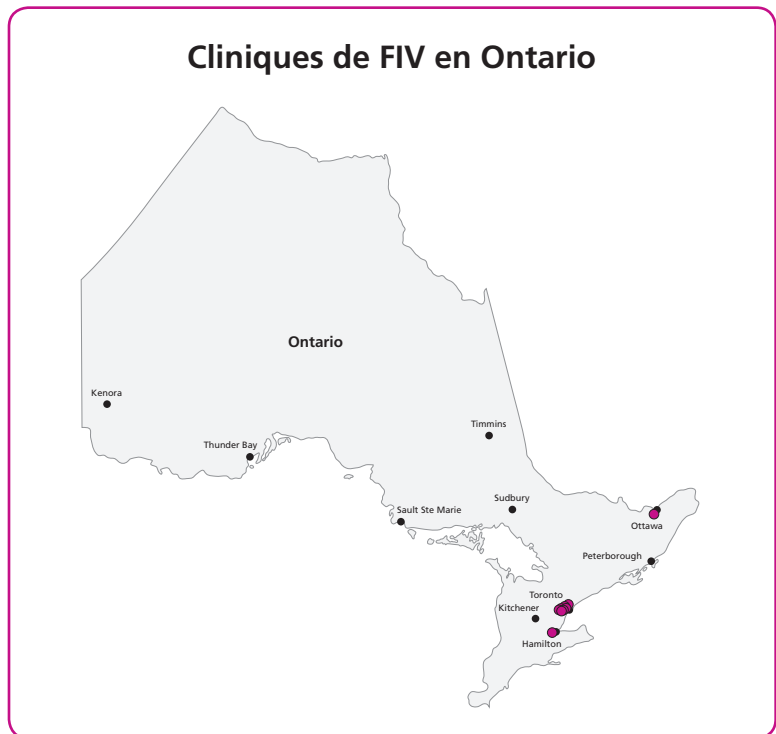 Cliniques de FIV en Ontario
Ontario
Kenora
Thunder Bay
Timmins
Sault Ste Marie
Sudbury
Ottawa
Peterborough
Toronto
Kitchener
Hamilton